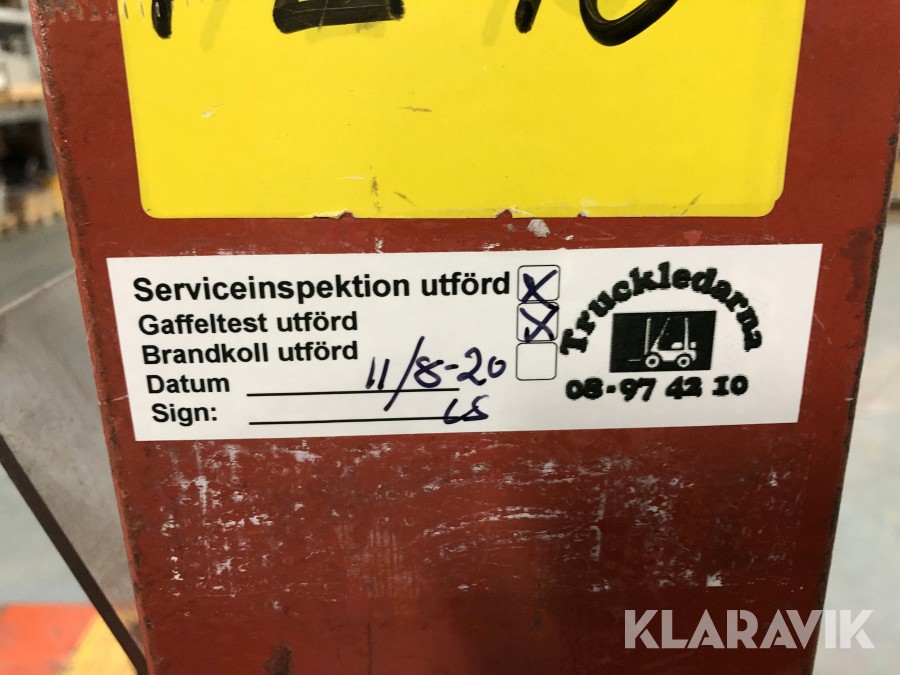 Serviceinspektion utförd
Gaffeltest utförd
Brandkoll utförd
Datum 11/8-20
Sign: LS
Truckledarna
08-97 42 10
KLARAVIK